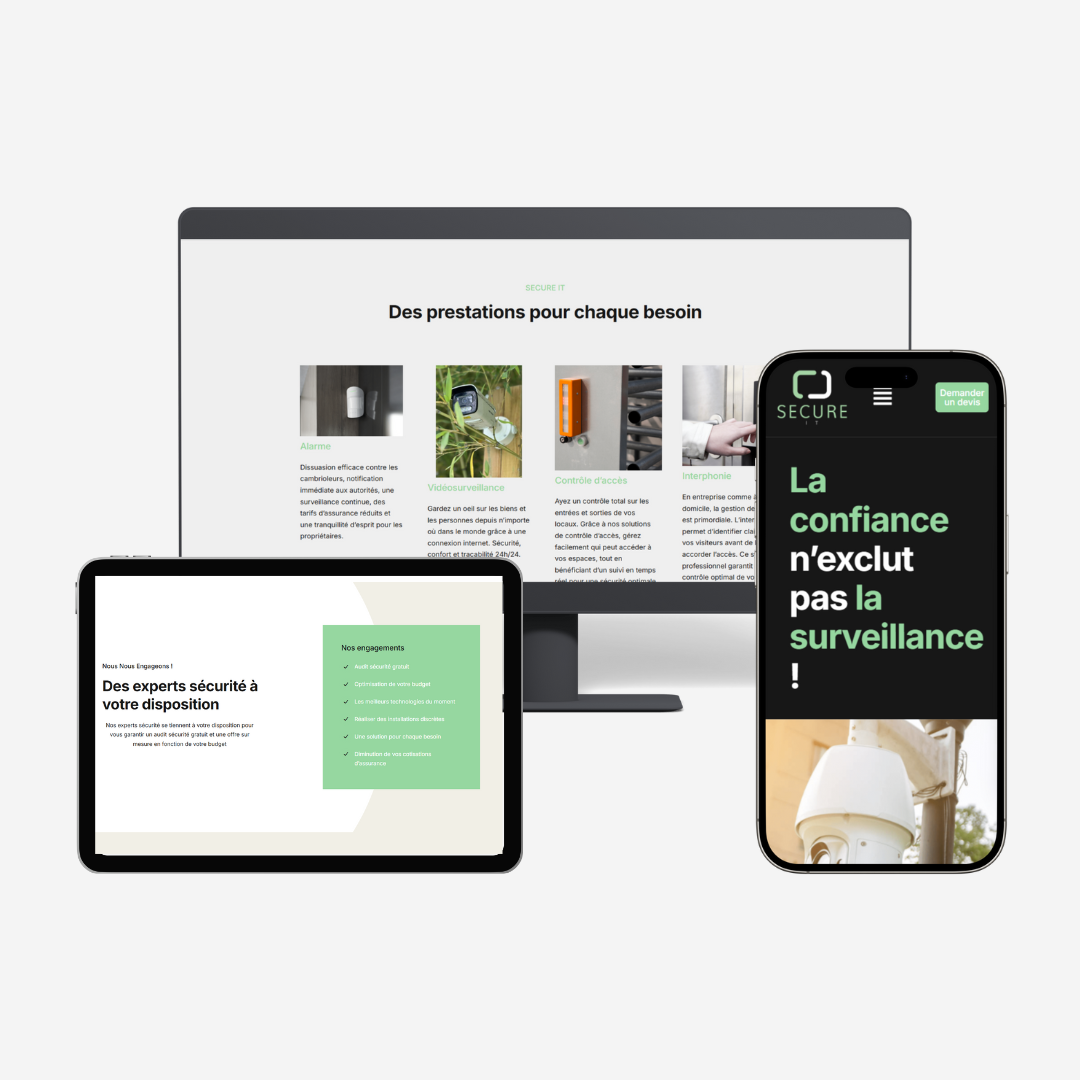 SECURE IT
Des prestations pour chaque besoin
Alarme
Dissuasion efficace contre les
cambrioleurs, notification
immédiate aux autorités, une
surveillance continue, des
tarifs d'assurance réduits et
une tranquillité d'esprit pour les
propriétaires.
Vidéosurveillance
Gardez un oeil sur les biens et
les personnes depuis n'importe
où dans le monde grâce à une
connexion internet. Sécurité,
confort et tracabilité 24h/24.
Contrôle d'accès
Ayez un contrôle total sur les
entrées et sorties de vos
locaux. Grâce à nos solutions
de contrôle d'accès, gérez
facilement qui peut accéder à
vos espaces, tout en
bénéficiant d'un suivi en temps
réel pour une sécurité optimale
Interphonie
En entreprise comme
domicile, la gestion de
est primordiale. L'inter
permet d'identifier clai
vos visiteurs avant de
accorder l'accès. Ce s
professionnel garantit
contrôle optimal de vo
SECURE
IT
Demander
un devis
La
confiance
n'exclut
pas la
surveillance
!
Nous Nous Engageons !
Des experts sécurité à
votre disposition
Nos experts sécurité se tiennent à votre disposition pour
vous garantir un audit sécurité gratuit et une offre sur
mesure en fonction de votre budget
Nos engagements
Audit sécurité gratuit
Optimisation de votre budget
Les meilleurs technologies du moment
Réaliser des installations discrètes
Une solution pour chaque besoin
Diminution de vos cotisations
d'assurance